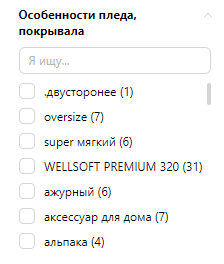 Особенности пледа,
покрывала
Я ищу...
.двусторонее (1)
oversize (7)
super мягкий (6)
WELLSOFT PREMIUM 320 (31)
ажурный (6)
аксессуар для дома (7)
альпака (4)